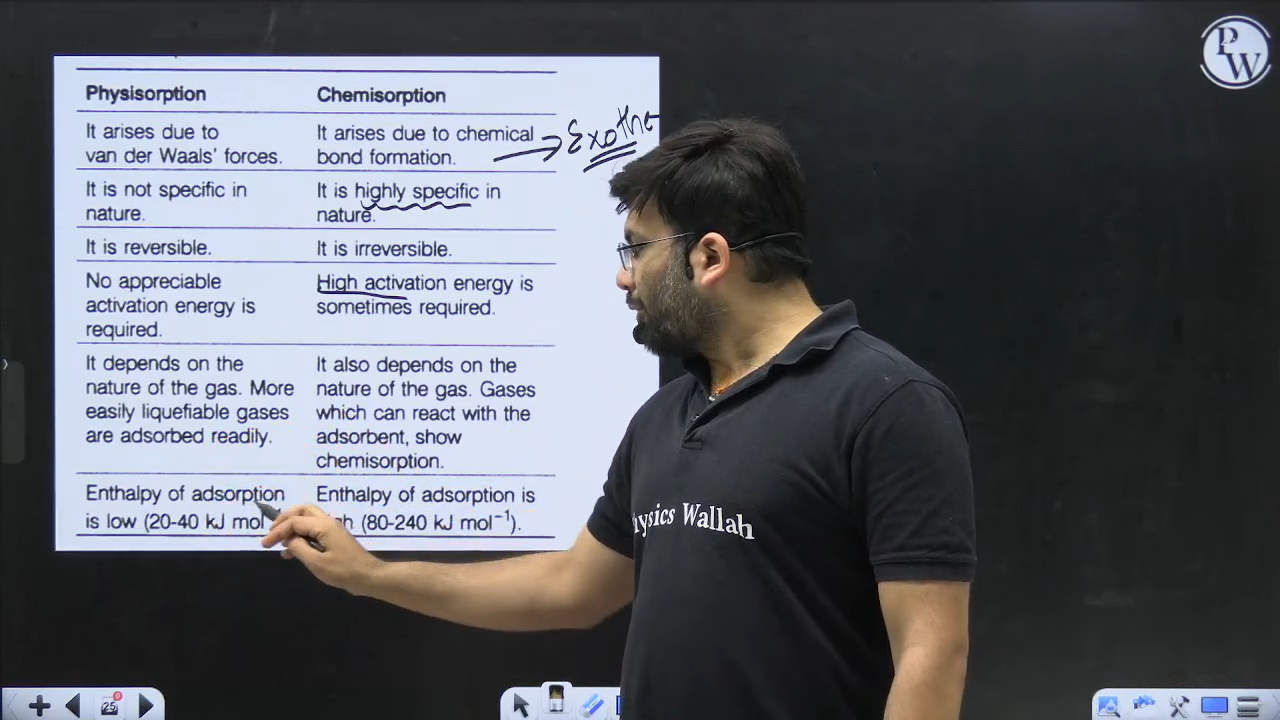 PW
Physisorption Chemisorption
It arises due to It arises due to chemical
van der Waals' forces. bond formation.
It is not specific in It is highly specific in
nature. nature.
It is reversible. It is irreversible.
No appreciable High activation energy is
activation energy is sometimes required.
required.
It depends on the It also depends on the
nature of the gas. More nature of the gas. Gases
easily liquefiable gases which can react with the
are adsorbed readily. adsorbent, show
chemisorption.
Enthalpy of adsorption Enthalpy of adsorption is
is low (20-40 kJ mol (80-240 kJ mol⁻¹).
→ Exothe
hysics Wallah
25